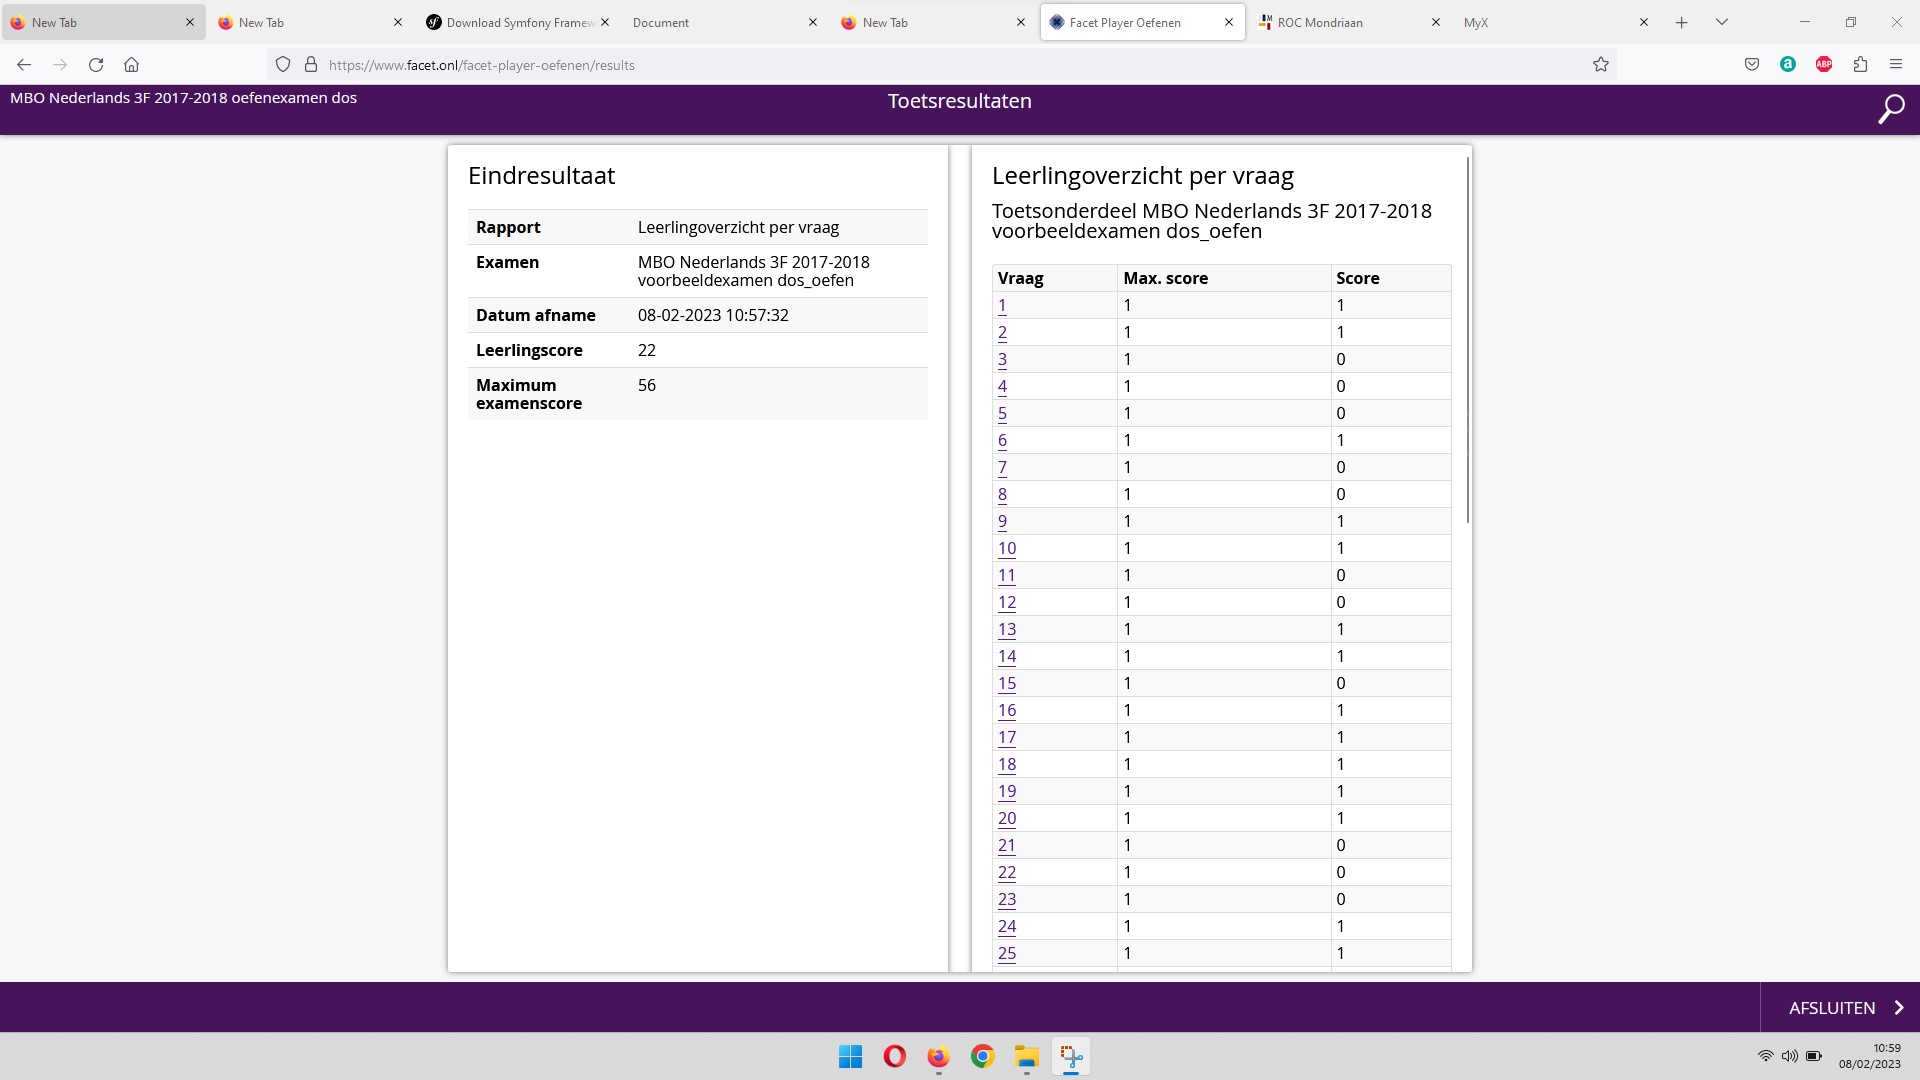 New Tab
New Tab
Download Symfony Framew
Document
New Tab
Facet Player Oefenen
ROC Mondriaan
MyX
https://www.facet.onl/facet-player-oefenen/results
ABP
MBO Nederlands 3F 2017-2018 oefenexamen dos
Toetsresultaten
Eindresultaat
Rapport Leerlingoverzicht per vraag
Examen MBO Nederlands 3F 2017-2018
voorbeeldexamen dos_oefen
Datum afname 08-02-2023 10:57:32
Leerlingscore 22
Maximum 56
examenscore
Leerlingoverzicht per vraag
Toetsonderdeel MBO Nederlands 3F 2017-2018
voorbeeldexamen dos_oefen
Vraag Max. score Score
1 1 1
2 1 1
3 1 0
4 1 0
5 1 0
6 1 1
7 1 0
8 1 0
9 1 1
10 1 1
11 1 0
12 1 0
13 1 1
14 1 1
15 1 0
16 1 1
17 1 1
18 1 1
19 1 1
20 1 1
21 1 0
22 1 0
23 1 0
24 1 1
25 1 1
AFSLUITEN
10:59
08/02/2023